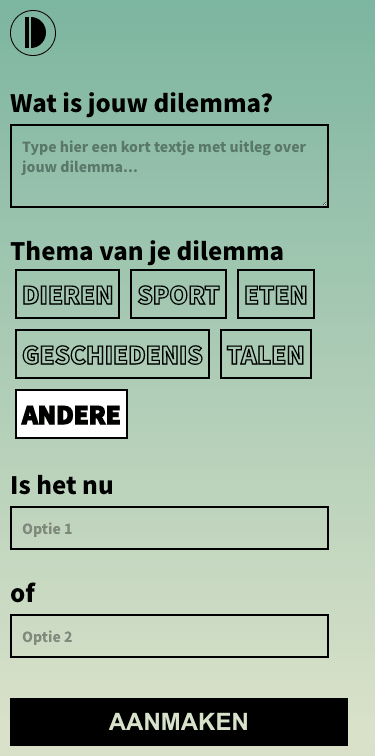 D
Wat is jouw dilemma?
Type hier een kort textje met uitleg over
jouw dilemma...
Thema van je dilemma
DIEREN SPORT ETEN
GESCHIEDENIS TALEN
ANDERE
Is het nu
Optie 1
of
Optie 2
AANMAKEN